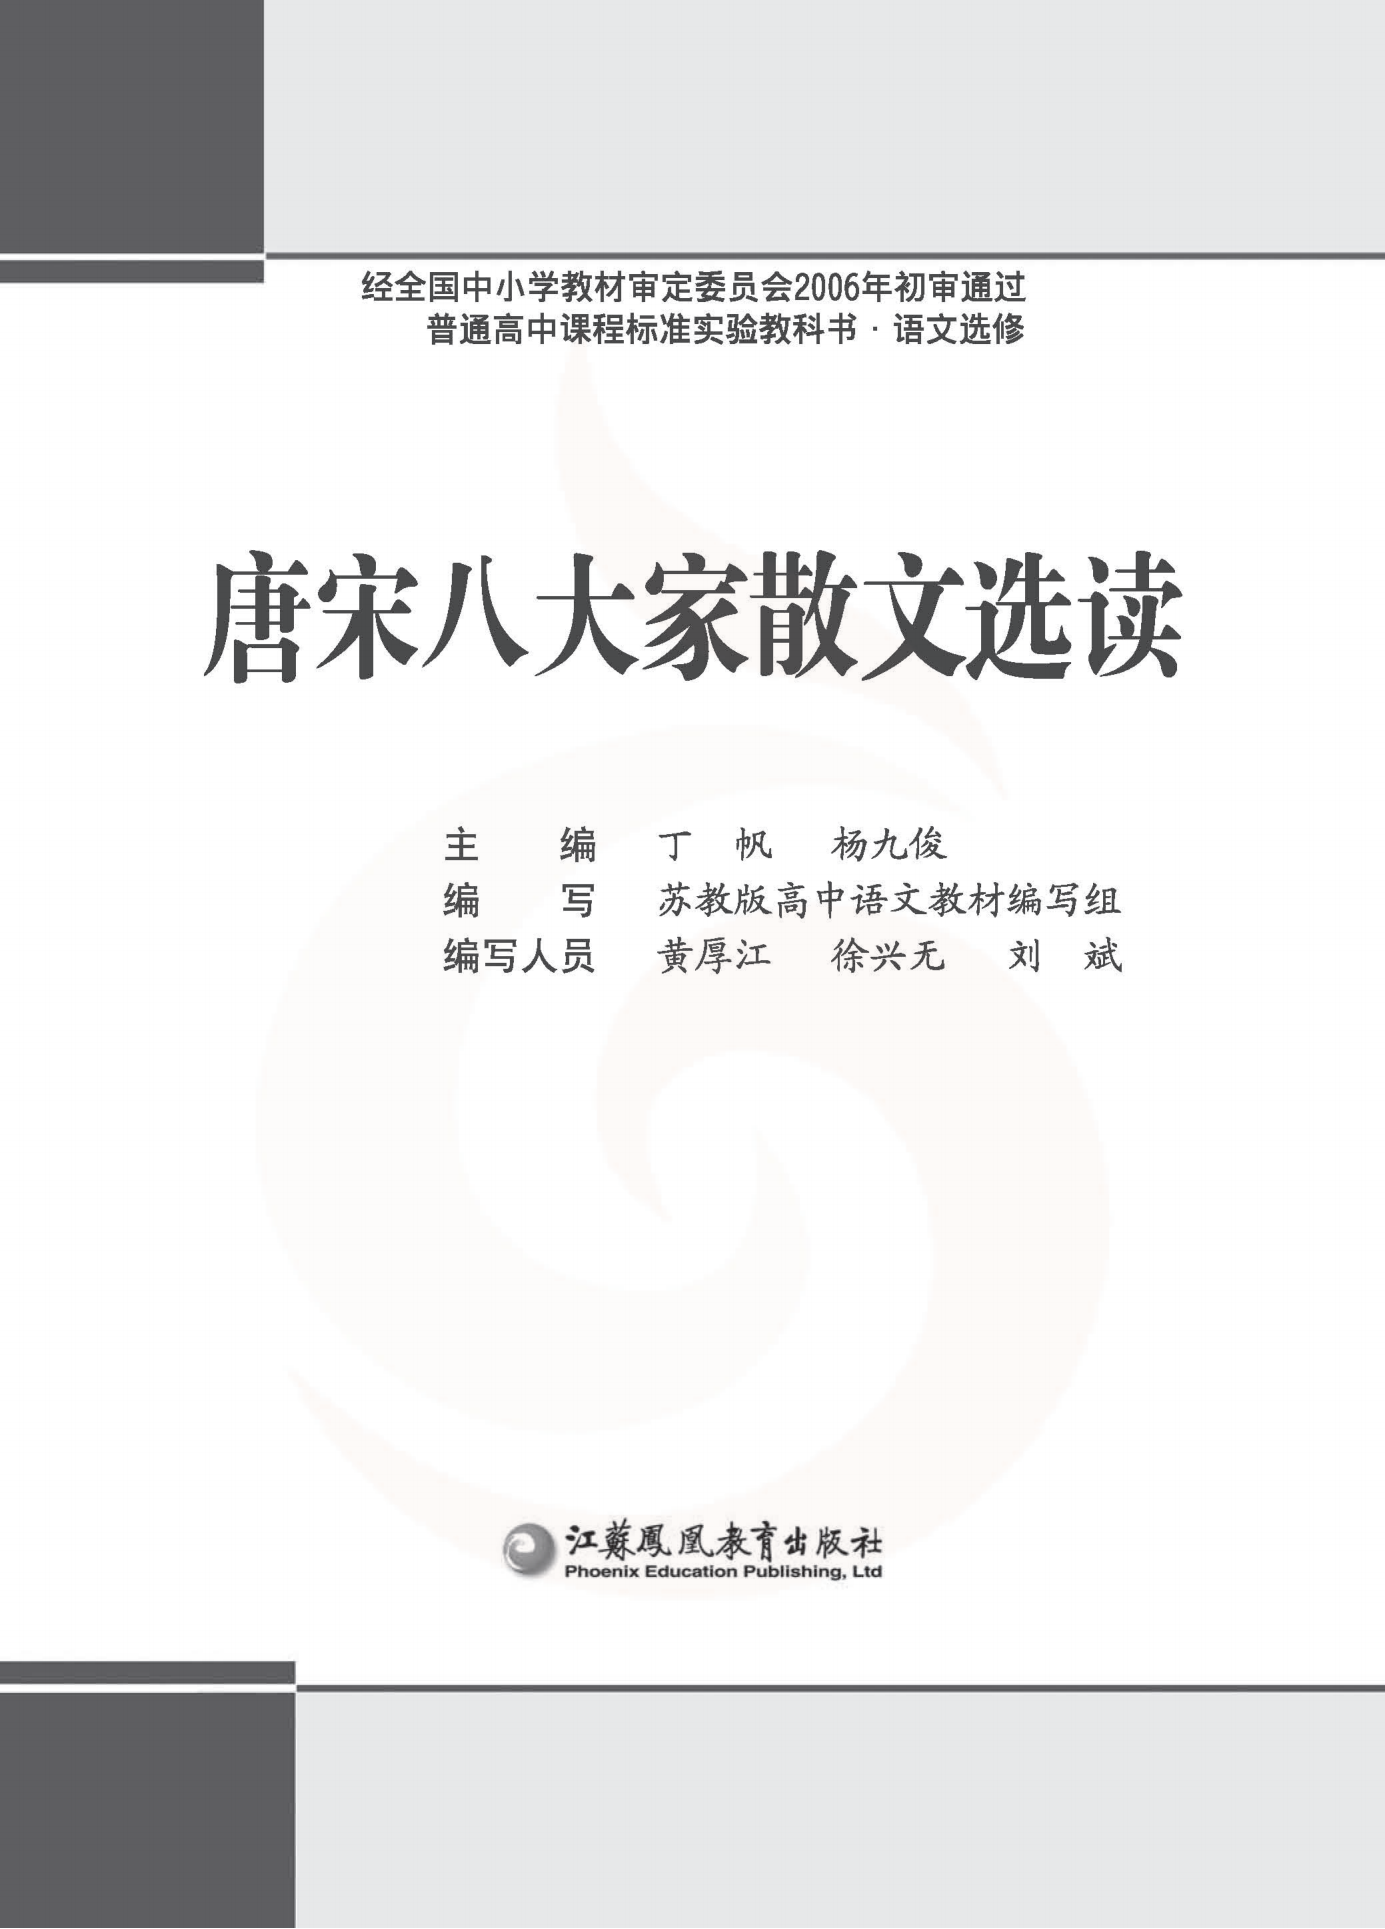 经全国中小学教材审定委员会2006年初审通过
普通高中课程标准实验教科书·语文选修
唐宋八大家散文选读
主 编 丁 帆 杨九俊
编 写 苏教版高中语文教材编写组
编写人员 黄厚江 徐兴无 刘 斌
江蘇鳳凰教育出版社
Phoenix Education Publishing, Ltd